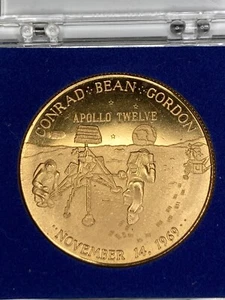 CONRAD · BEAN · GORDON
APOLLO TWELVE
· NOVEMBER 14, 1969 ·